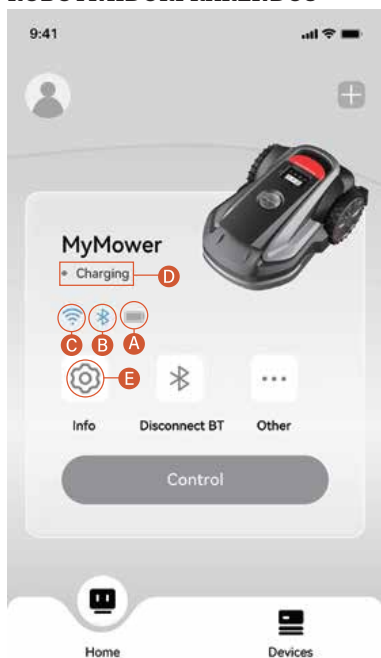 9:41
MyMower
Charging
D
C B A
E
Info Disconnect BT Other
Control
Home Devices